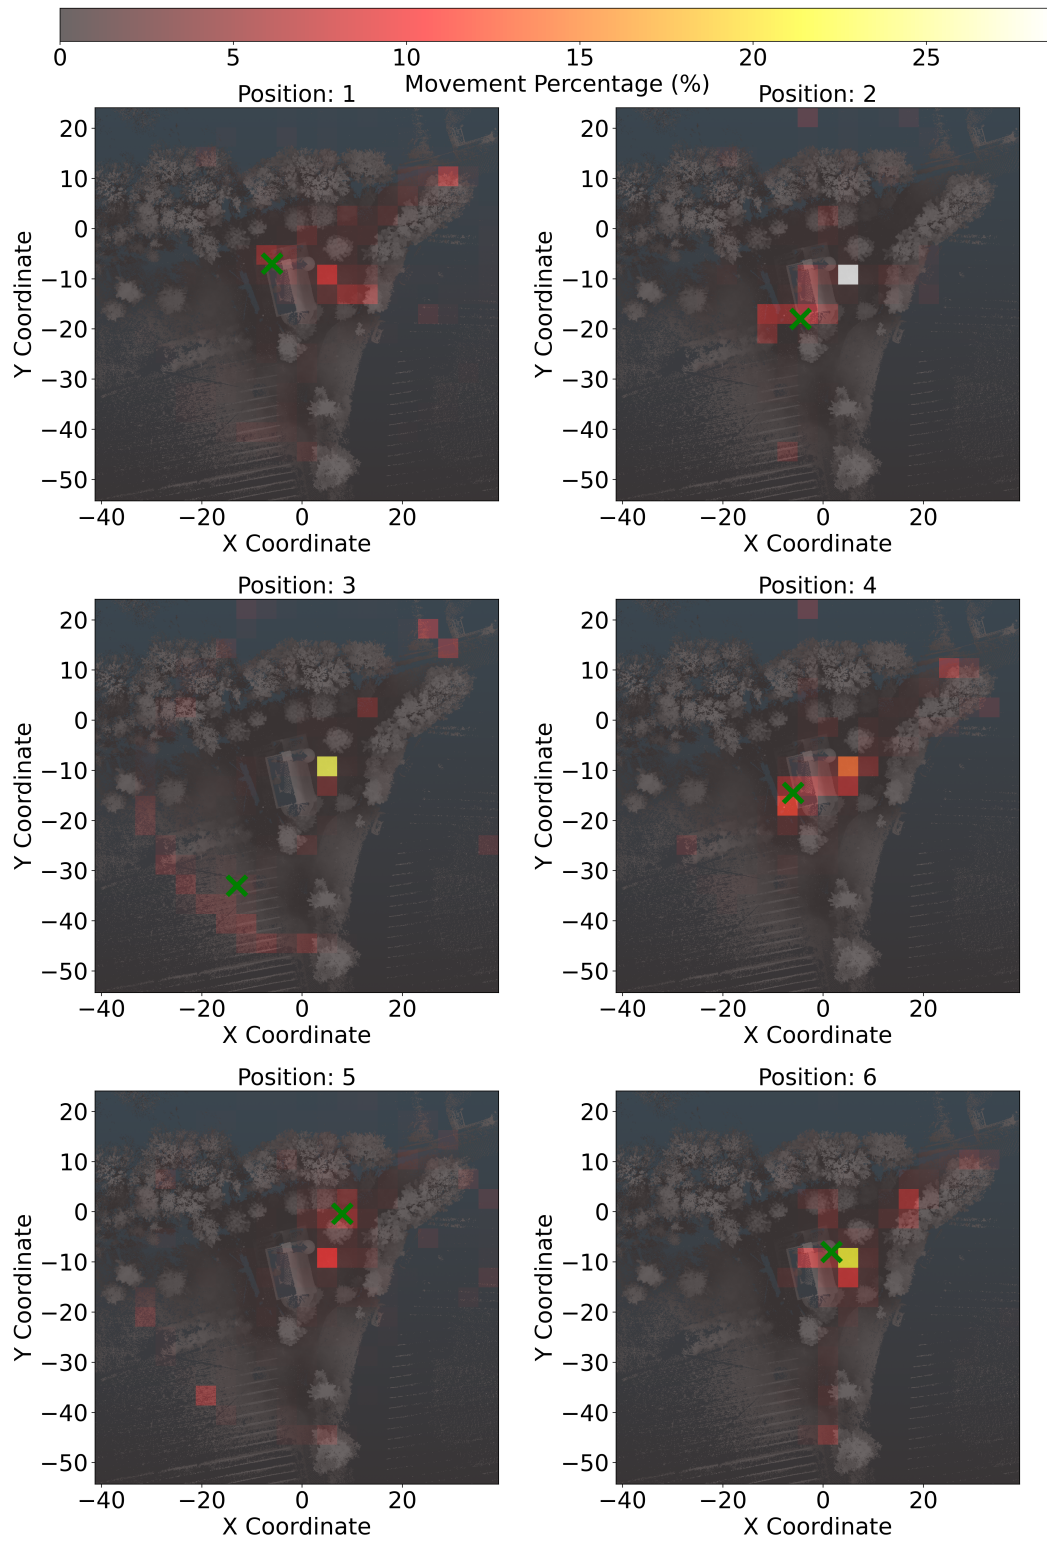 0 5 10 15 20 25
Movement Percentage (%)
Position: 1 Position: 2
20 20
10 10
0 0
−10 −10
−20 −20
−30 −30
−40 −40
−50 −50
Y Coordinate Y Coordinate
−40 −20 0 20 −40 −20 0 20
X Coordinate X Coordinate
Position: 3 Position: 4
20 20
10 10
0 0
−10 −10
−20 −20
−30 −30
−40 −40
−50 −50
Y Coordinate Y Coordinate
−40 −20 0 20 −40 −20 0 20
X Coordinate X Coordinate
Position: 5 Position: 6
20 20
10 10
0 0
−10 −10
−20 −20
−30 −30
−40 −40
−50 −50
Y Coordinate Y Coordinate
−40 −20 0 20 −40 −20 0 20
X Coordinate X Coordinate